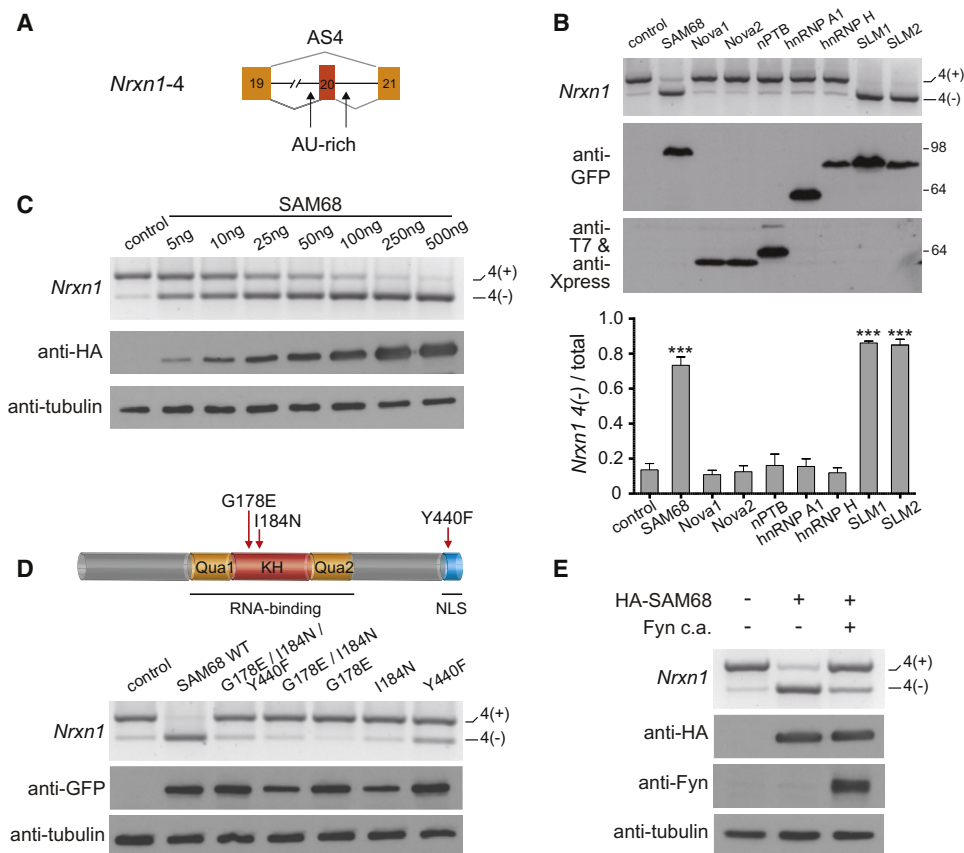 A
AS4
Nrxn1-4
19
20
21
AU-rich
B
control
SAM68
Nova1
Nova2
nPTB
hnRNP A1
hnRNP H
SLM1
SLM2
Nrxn1
4(+)
4(-)
anti-
GFP
98
64
anti-
T7 &
anti-
Xpress
64
1.0
0.8
0.6
0.4
0.2
0
Nrxn1 4(-) / total
***
***
***
control
SAM68
Nova1
Nova2
nPTB
hnRNP A1
hnRNP H
SLM1
SLM2
C
SAM68
control
5ng
10ng
25ng
50ng
100ng
250ng
500ng
Nrxn1
4(+)
4(-)
anti-HA
anti-tubulin
D
G178E
I184N
Y440F
Qua1
KH
Qua2
RNA-binding
NLS
control
SAM68 WT
G178E / I184N /
Y440F
G178E / I184N
G178E
I184N
Y440F
Nrxn1
4(+)
4(-)
anti-GFP
anti-tubulin
E
HA-SAM68 - + +
Fyn c.a. - - +
Nrxn1
4(+)
4(-)
anti-HA
anti-Fyn
anti-tubulin